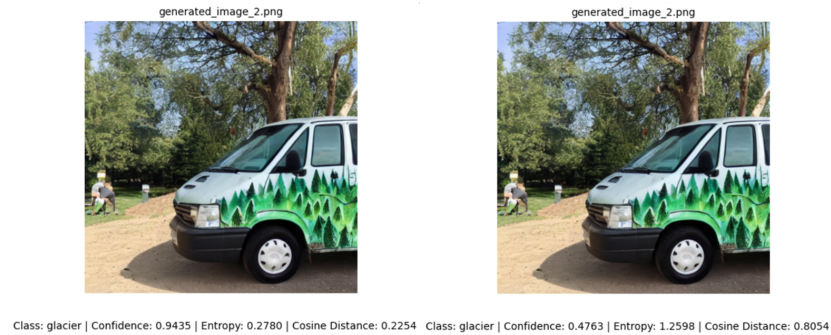 generated_image_2.png
generated_image_2.png
Class: glacier | Confidence: 0.9435 | Entropy: 0.2780 | Cosine Distance: 0.2254
Class: glacier | Confidence: 0.4763 | Entropy: 1.2598 | Cosine Distance: 0.8054